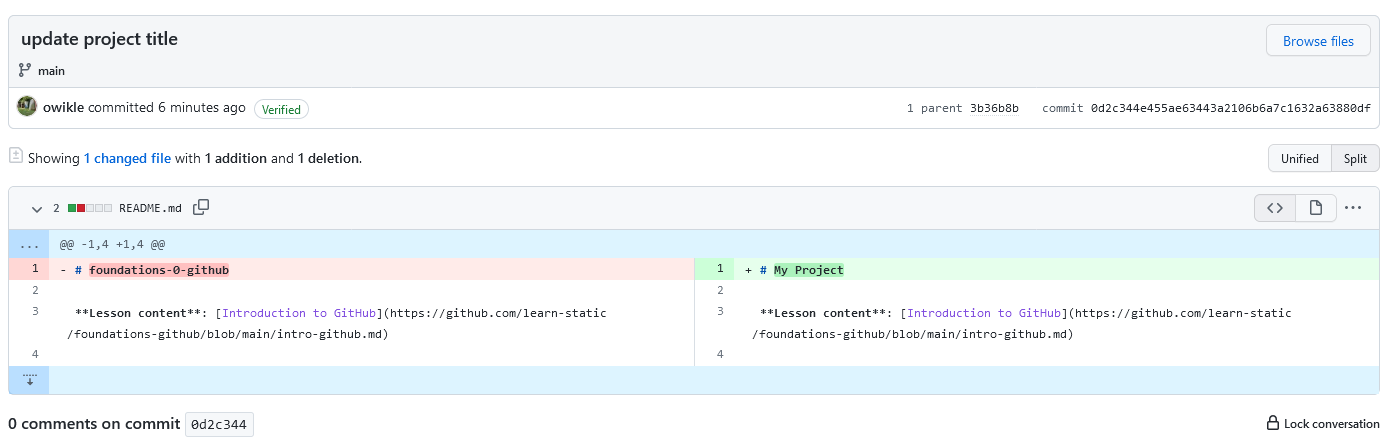 update project title
Browse files
main
owikle committed 6 minutes ago Verified 1 parent 3b36b8b commit 0d2c344e455ae63443a2106b6a7c1632a63880df
Showing 1 changed file with 1 addition and 1 deletion.
Unified Split
2 README.md
... @@ -1,4 +1,4 @@
1 - # foundations-0-github
2
3 **Lesson content**: [Introduction to GitHub](https://github.com/learn-static
/foundations-github/blob/main/intro-github.md)
4
1 + # My Project
2
3 **Lesson content**: [Introduction to GitHub](https://github.com/learn-static
/foundations-github/blob/main/intro-github.md)
4
0 comments on commit 0d2c344
Lock conversation